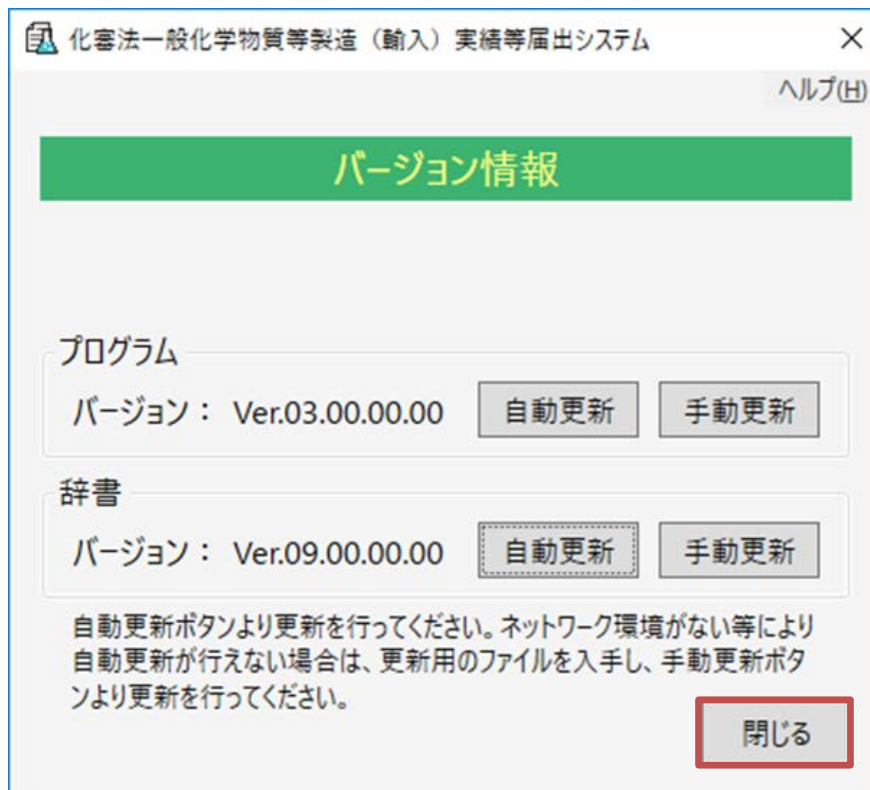 化審法一般化学物質等製造（輸入）実績等届出システム
ヘルプ(H)
バージョン情報
プログラム
バージョン： Ver.03.00.00.00 自動更新 手動更新
辞書
バージョン： Ver.09.00.00.00 自動更新 手動更新
自動更新ボタンより更新を行ってください。ネットワーク環境がない等により
自動更新が行えない場合は、更新用のファイルを入手し、手動更新ボタ
ンより更新を行ってください。
閉じる